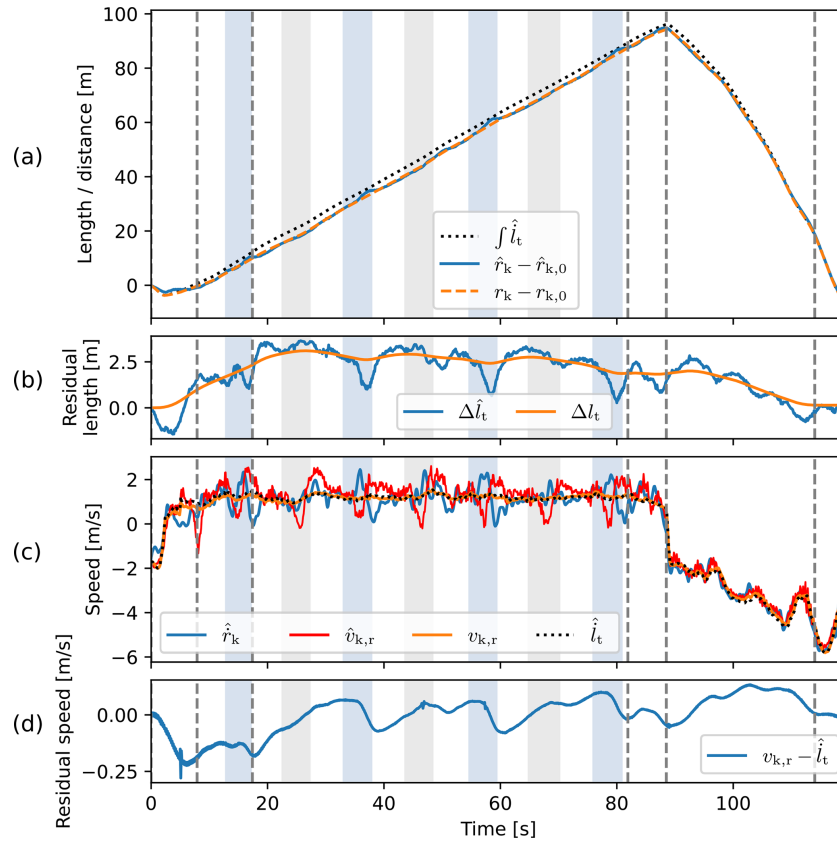 (a)
Length / distance [m]
100
80
60
40
20
0
∫ l̂̇ₜ
r̂ₖ − r̂ₖ,₀
rₖ − rₖ,₀
(b)
Residual
length [m]
2.5
0.0
Δl̂ₜ
Δlₜ
(c)
Speed [m/s]
2
0
−2
−4
−6
r̂̇ₖ
v̂ₖ,ᵣ
vₖ,ᵣ
l̂̇ₜ
(d)
Residual speed [m/s]
0.00
−0.25
vₖ,ᵣ − l̂̇ₜ
0 20 40 60 80 100
Time [s]